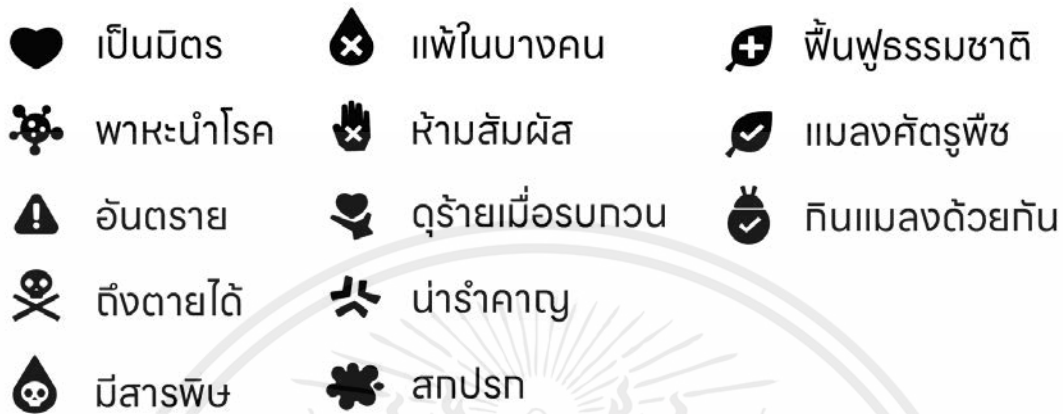 เป็นมิตร
พาหะนำโรค
อันตราย
ถึงตายได้
มีสารพิษ
แพ้ในบางคน
ห้ามสัมผัส
ดุร้ายเมื่อรบกวน
น่ารำคาญ
สกปรก
ฟื้นฟูธรรมชาติ
แมลงศัตรูพืช
กินแมลงด้วยกัน